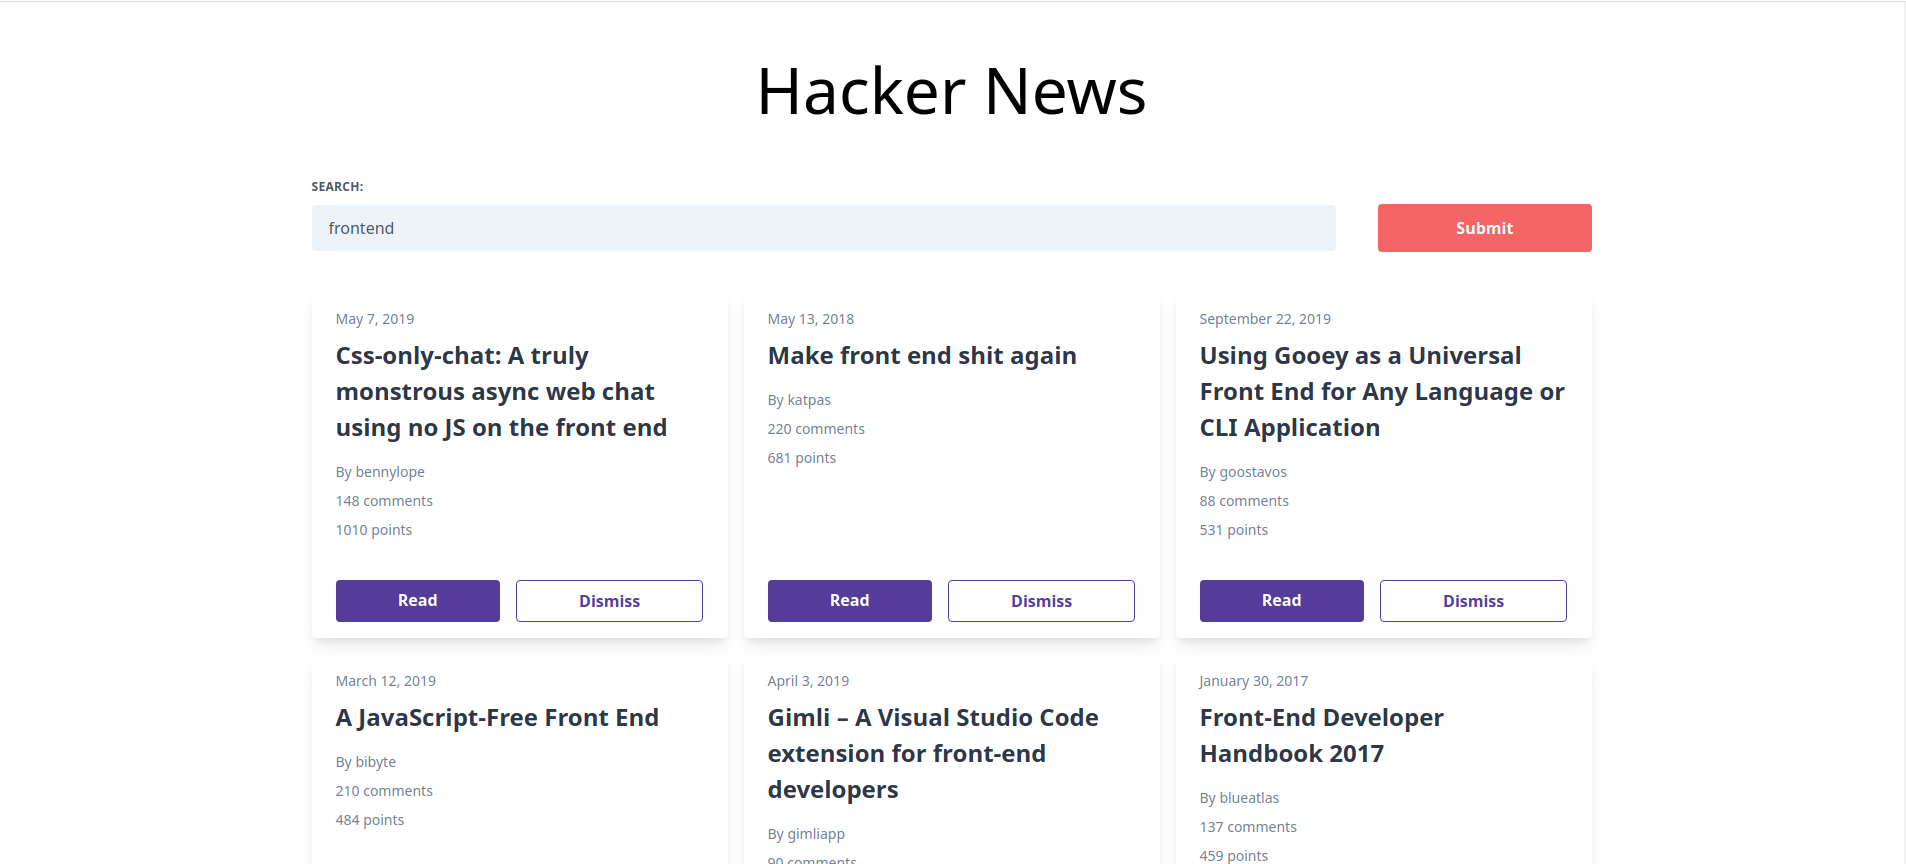 Hacker News
SEARCH:
frontend
Submit
May 7, 2019
Css-only-chat: A truly
monstrous async web chat
using no JS on the front end
By bennylope
148 comments
1010 points
Read
Dismiss
May 13, 2018
Make front end shit again
By katpas
220 comments
681 points
Read
Dismiss
September 22, 2019
Using Gooey as a Universal
Front End for Any Language or
CLI Application
By goostavos
88 comments
531 points
Read
Dismiss
March 12, 2019
A JavaScript-Free Front End
By bibyte
210 comments
484 points
April 3, 2019
Gimli – A Visual Studio Code
extension for front-end
developers
By gimliapp
90 comments
January 30, 2017
Front-End Developer
Handbook 2017
By blueatlas
137 comments
459 points